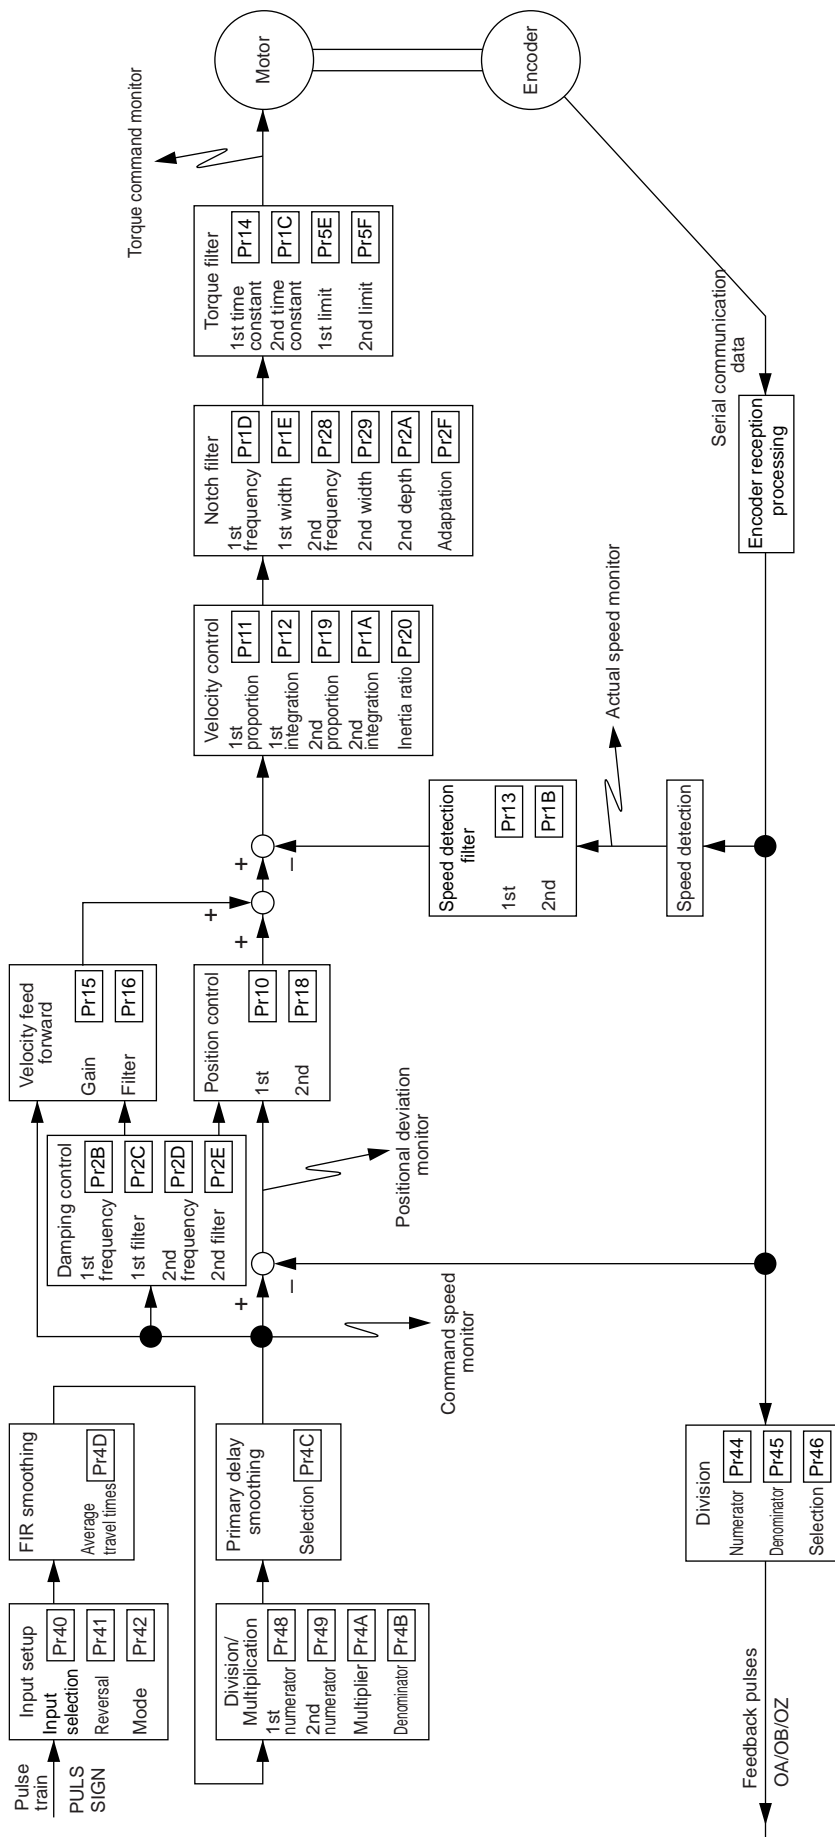 Pulse
train
PULS
SIGN
Input setup
Input
selection
Pr40
Reversal
Pr41
Mode
Pr42
FIR smoothing
Average
travel times
Pr4D
Division/
Multiplication
1st
numerator
Pr48
2nd
numerator
Pr49
Multiplier
Pr4A
Denominator
Pr4B
Primary delay
smoothing
Selection
Pr4C
Command speed
monitor
Damping control
1st
frequency
Pr2B
1st filter
Pr2C
2nd
frequency
Pr2D
2nd filter
Pr2E
+
–
Positional deviation
monitor
Velocity feed
forward
Gain
Pr15
Filter
Pr16
Position control
1st
Pr10
2nd
Pr18
+
+
+
–
Velocity control
1st
proportion
Pr11
1st
integration
Pr12
2nd
proportion
Pr19
2nd
integration
Pr1A
Inertia ratio
Pr20
Notch filter
1st
frequency
Pr1D
1st width
Pr1E
2nd
frequency
Pr28
2nd width
Pr29
2nd depth
Pr2A
Adaptation
Pr2F
Torque filter
1st time
constant
Pr14
2nd time
constant
Pr1C
1st limit
Pr5E
2nd limit
Pr5F
Torque command monitor
Motor
Encoder
Serial communication
data
Encoder reception
processing
Speed detection
Actual speed monitor
Speed detection
filter
1st
Pr13
2nd
Pr1B
Division
Numerator
Pr44
Denominator
Pr45
Selection
Pr46
Feedback pulses
OA/OB/OZ